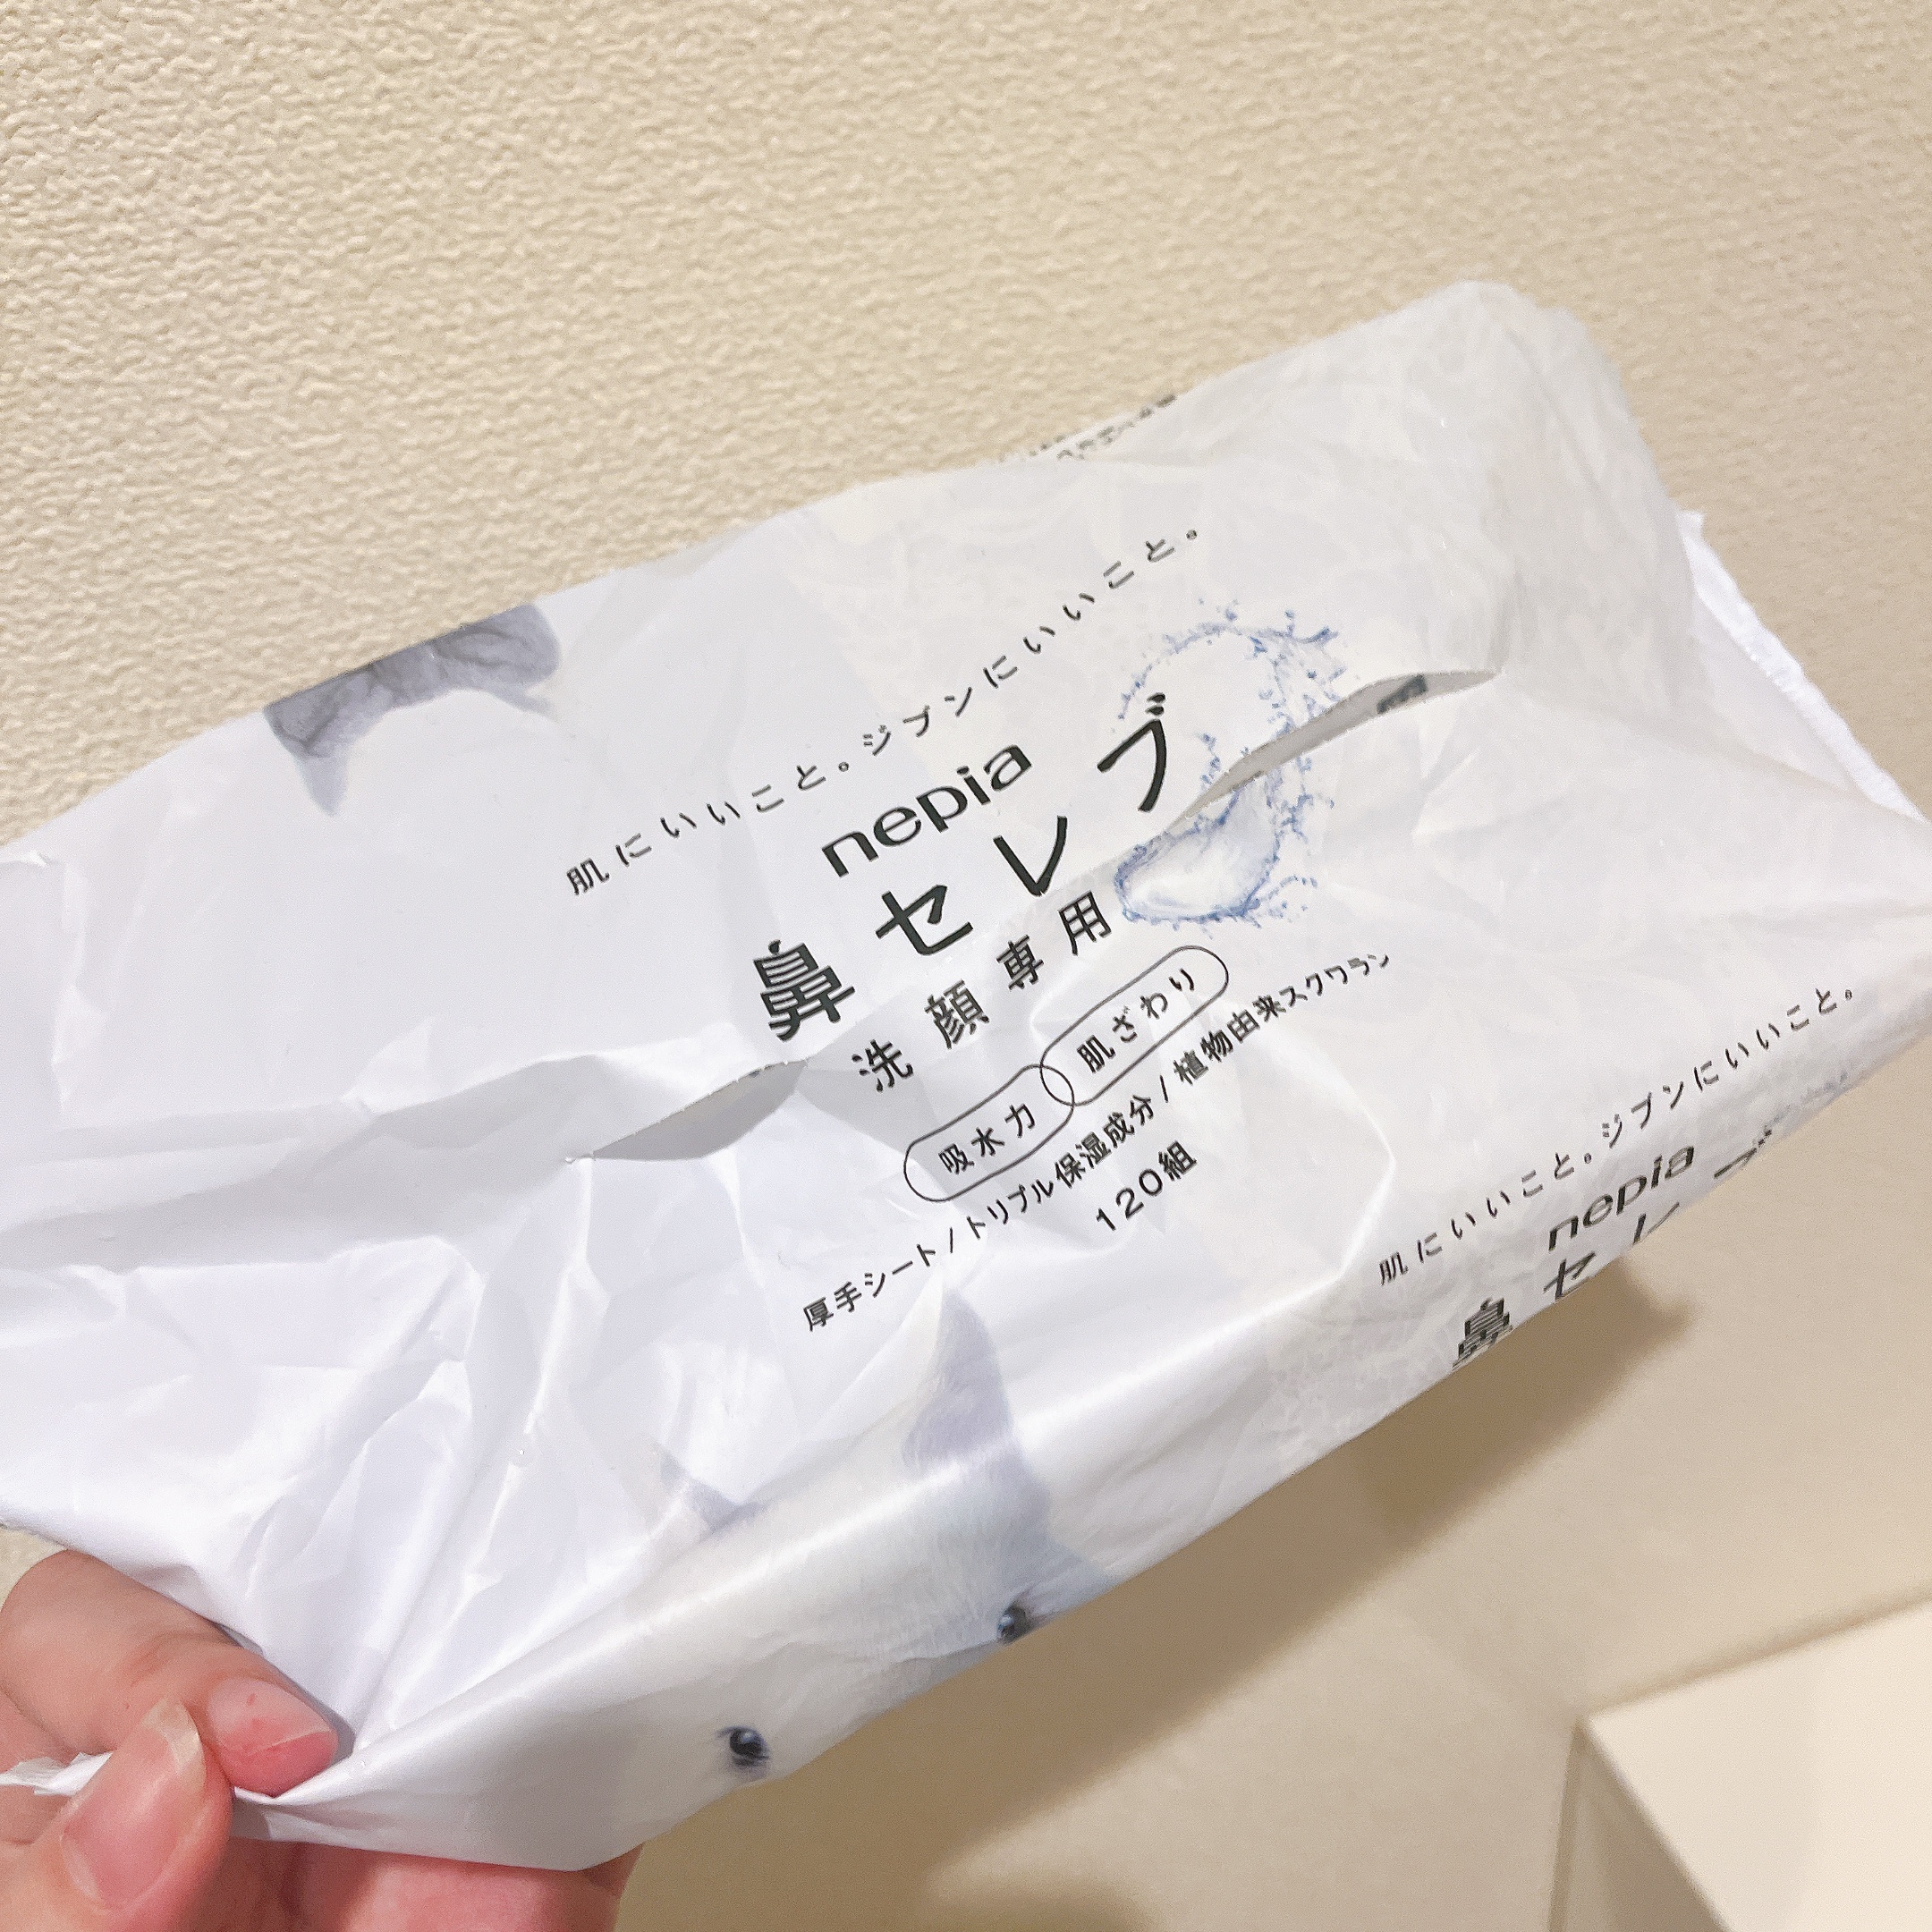 肌にいいこと。ジブンにいいこと。
nepia
鼻セレブ
洗顔専用
吸水力 肌ざわり
厚手シート/トリプル保湿成分/植物由来スクワラン
120組
肌にいいこと。ジブンにいいこと。
nepia
鼻セレブ